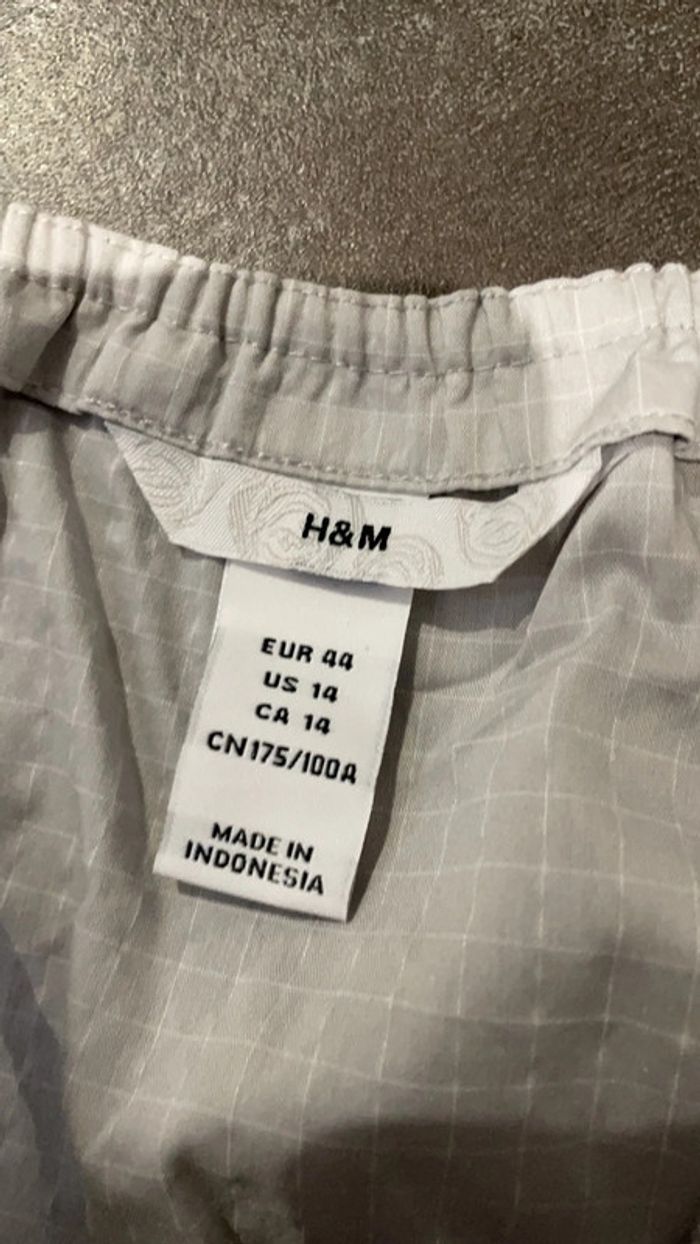 H&M
EUR 44
US 14
CA 14
CN175/100A
MADE IN
INDONESIA